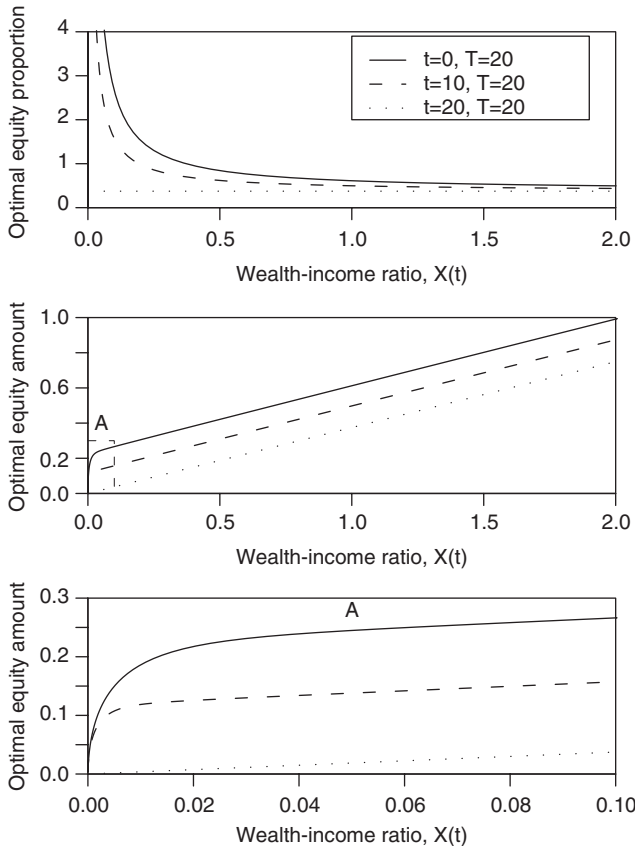 Optimal equity proportion
4
3
2
1
0
t=0, T=20
t=10, T=20
t=20, T=20
0.0 0.5 1.0 1.5 2.0
Wealth-income ratio, X(t)
Optimal equity amount
1.0
0.6
0.2
0.0
A
0.0 0.5 1.0 1.5 2.0
Wealth-income ratio, X(t)
Optimal equity amount
0.3
0.2
0.1
0.0
A
0.00 0.02 0.04 0.06 0.08 0.10
Wealth-income ratio, X(t)